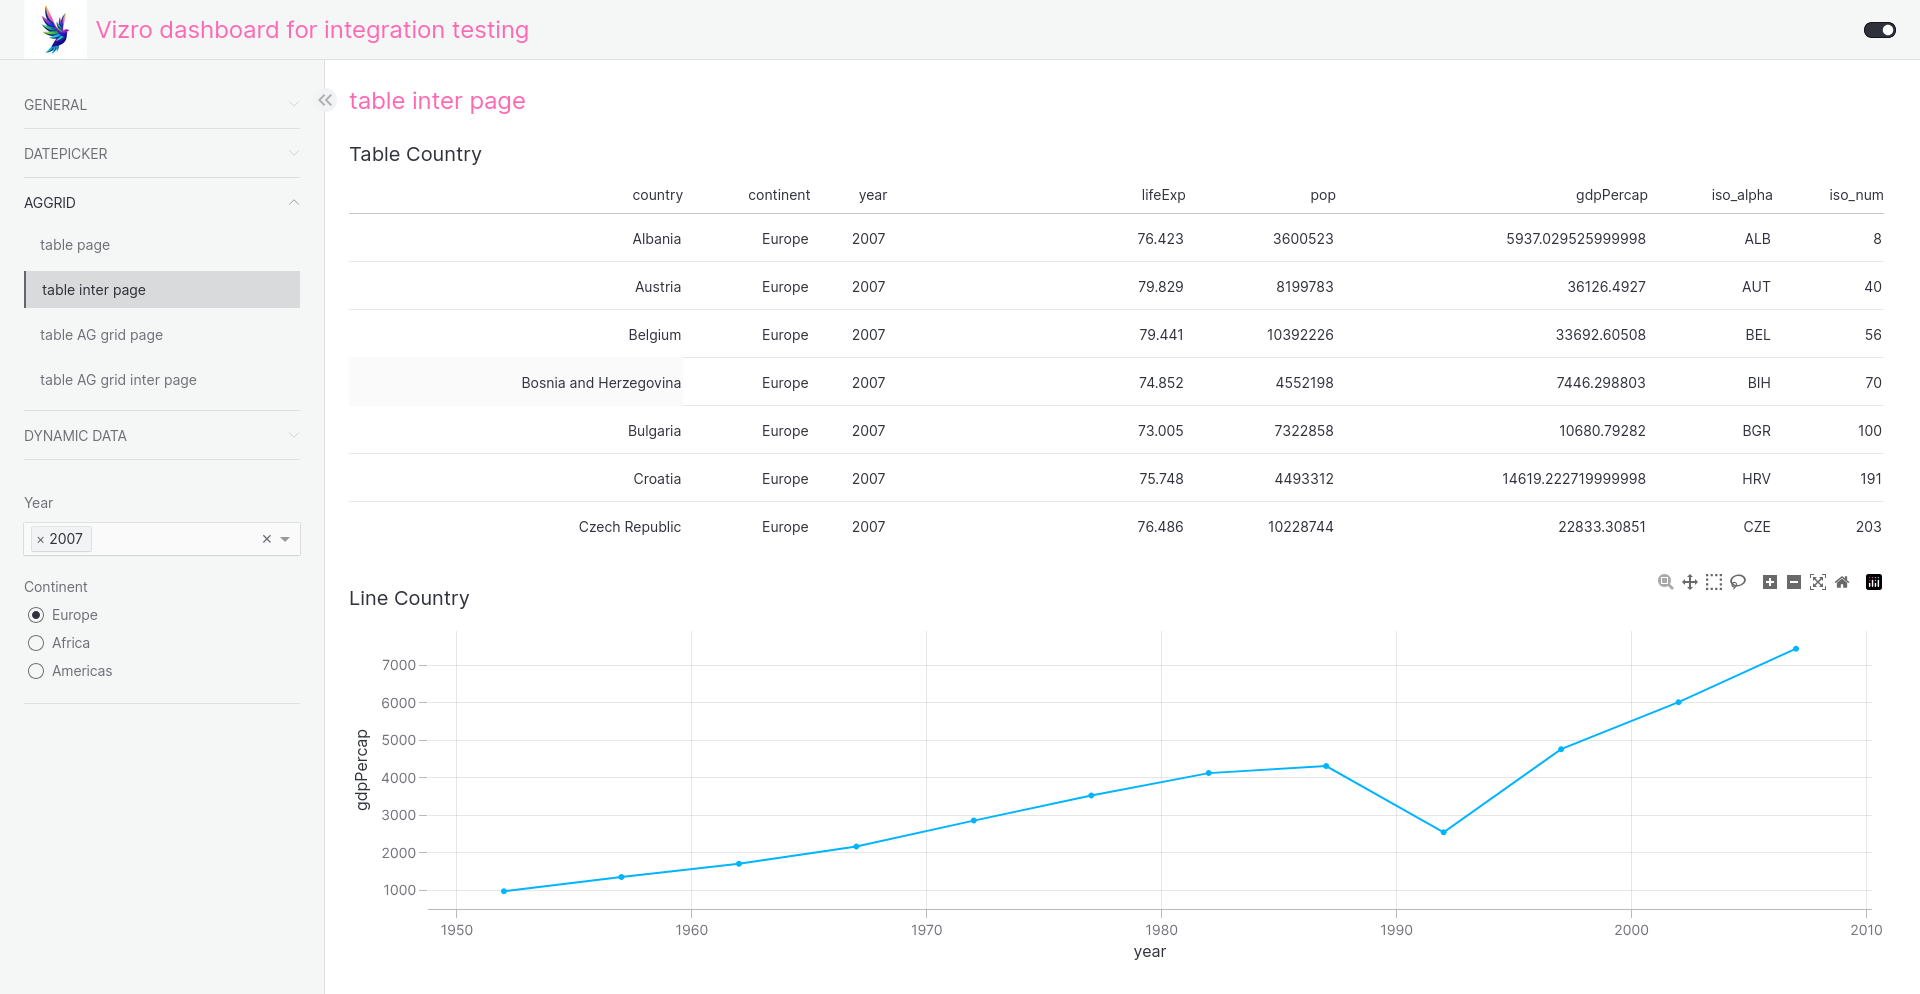 Vizro dashboard for integration testing
GENERAL
DATEPICKER
AGGRID
table page
table inter page
table AG grid page
table AG grid inter page
DYNAMIC DATA
Year
× 2007 ×
Continent
Europe
Africa
Americas
table inter page
Table Country
country continent year lifeExp pop gdpPercap iso_alpha iso_num
Albania Europe 2007 76.423 3600523 5937.029525999998 ALB 8
Austria Europe 2007 79.829 8199783 36126.4927 AUT 40
Belgium Europe 2007 79.441 10392226 33692.60508 BEL 56
Bosnia and Herzegovina Europe 2007 74.852 4552198 7446.298803 BIH 70
Bulgaria Europe 2007 73.005 7322858 10680.79282 BGR 100
Croatia Europe 2007 75.748 4493312 14619.222719999998 HRV 191
Czech Republic Europe 2007 76.486 10228744 22833.30851 CZE 203
Line Country
gdpPercap
7000
6000
5000
4000
3000
2000
1000
1950 1960 1970 1980 1990 2000 2010
year